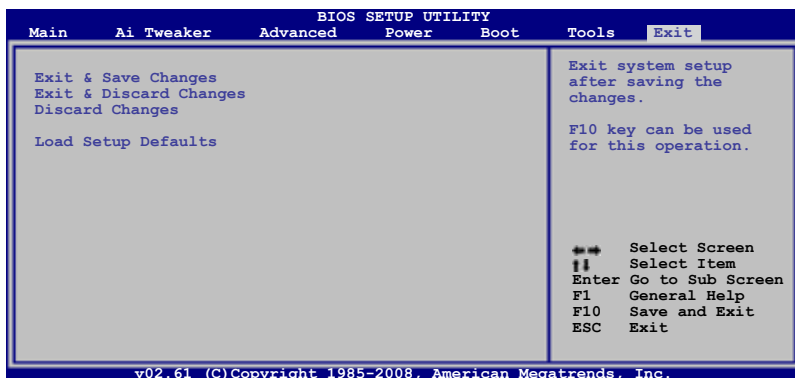 BIOS SETUP UTILITY
Main Ai Tweaker Advanced Power Boot Tools Exit
Exit & Save Changes
Exit & Discard Changes
Discard Changes
Load Setup Defaults
Exit system setup
after saving the
changes.
F10 key can be used
for this operation.
Select Screen
Select Item
Enter Go to Sub Screen
F1 General Help
F10 Save and Exit
ESC Exit
v02.61 (C)Copyright 1985-2008, American Megatrends, Inc.